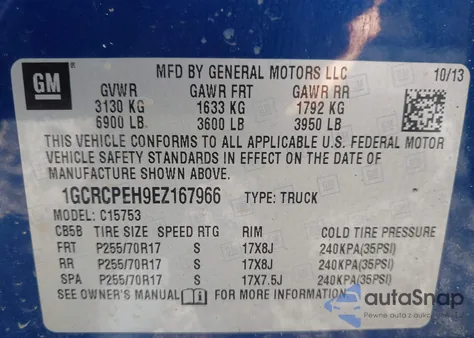 GM
MFD BY GENERAL MOTORS LLC 10/13
GVWR GAWR FRT GAWR RR
3130 KG 1633 KG 1792 KG
6900 LB 3600 LB 3950 LB
THIS VEHICLE CONFORMS TO ALL APPLICABLE U.S. FEDERAL MOTOR
VEHICLE SAFETY STANDARDS IN EFFECT ON THE DATE OF
MANUFACTURE SHOWN ABOVE.
1GCRCPEH9EZ167966 TYPE: TRUCK
MODEL: C15753
CB5B TIRE SIZE SPEED RTG RIM COLD TIRE PRESSURE
FRT P255/70R17 S 17X8J 240KPA(35PSI)
RR P255/70R17 S 17X8J 240KPA(35PSI)
SPA P255/70R17 S 17X7.5J 240KPA(35PSI)
SEE OWNER'S MANUAL i FOR MORE INFORMATION
autoSnap
Pewne auta z aukcji